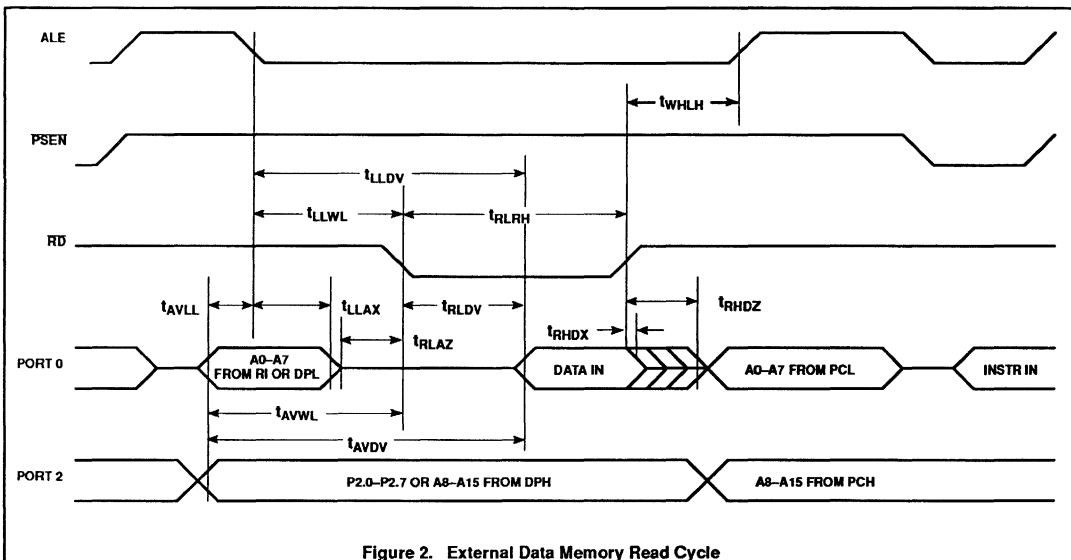 ALE
tWHLH
PSEN
tLLDV
tLLWL
tRLRH
RD
tAVLL
tLLAX
tRLDV
tRHDZ
tRLAZ
tRHDX
PORT 0
A0–A7
FROM RI OR DPL
DATA IN
A0–A7 FROM PCL
INSTR IN
tAVWL
tAVDV
PORT 2
P2.0–P2.7 OR A8–A15 FROM DPH
A8–A15 FROM PCH
Figure 2. External Data Memory Read Cycle